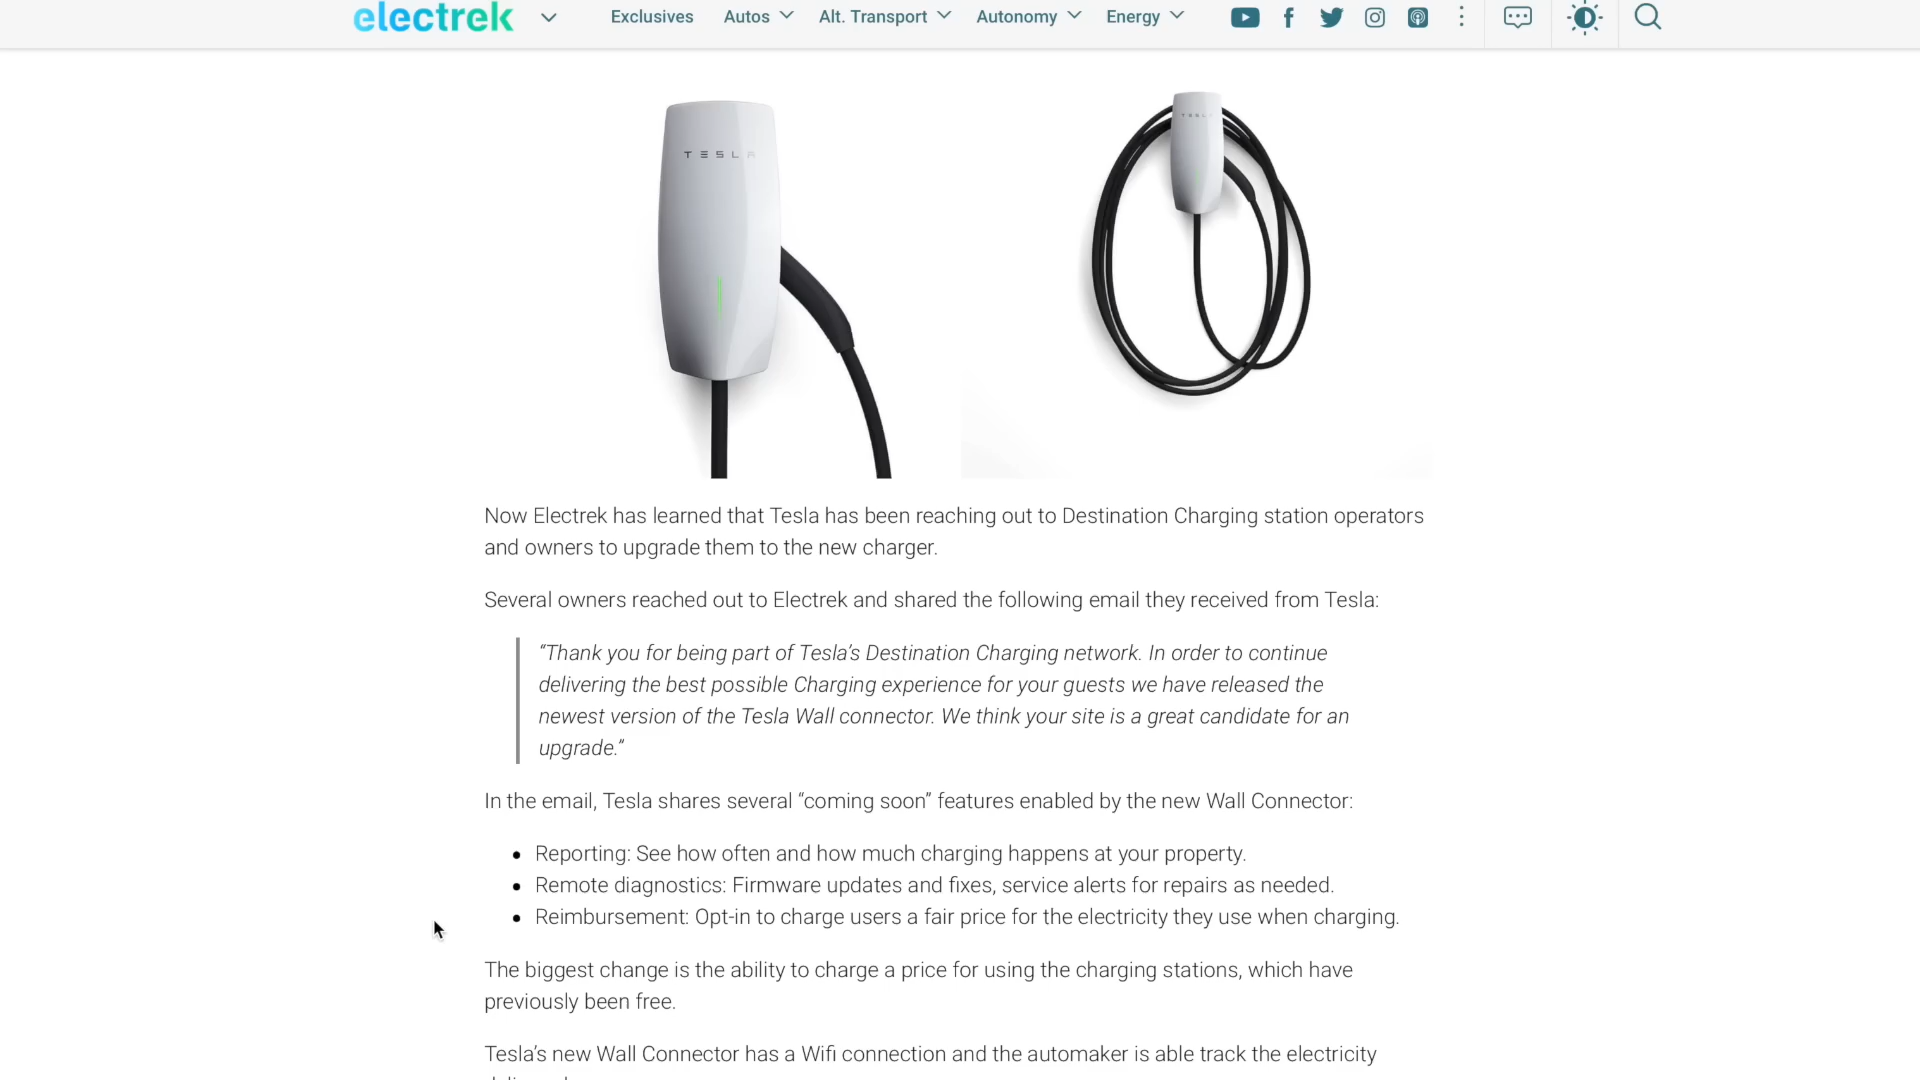 electrek Exclusives Autos Alt. Transport Autonomy Energy
TESLA
TESLA
Now Electrek has learned that Tesla has been reaching out to Destination Charging station operators
and owners to upgrade them to the new charger.
Several owners reached out to Electrek and shared the following email they received from Tesla:
“Thank you for being part of Tesla’s Destination Charging network. In order to continue
delivering the best possible Charging experience for your guests we have released the
newest version of the Tesla Wall connector. We think your site is a great candidate for an
upgrade.”
In the email, Tesla shares several “coming soon” features enabled by the new Wall Connector:
Reporting: See how often and how much charging happens at your property.
Remote diagnostics: Firmware updates and fixes, service alerts for repairs as needed.
Reimbursement: Opt-in to charge users a fair price for the electricity they use when charging.
The biggest change is the ability to charge a price for using the charging stations, which have
previously been free.
Tesla’s new Wall Connector has a Wifi connection and the automaker is able track the electricity